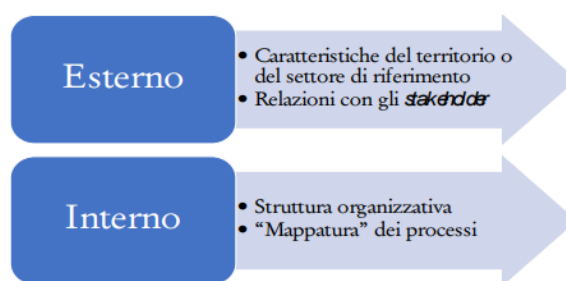 Esterno
• Caratteristiche del territorio o
del settore di riferimento
• Relazioni con gli stakeholder
Interno
• Struttura organizzativa
• “Mappatura” dei processi